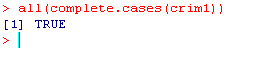 > all(complete.cases(crim1))
[1] TRUE
>